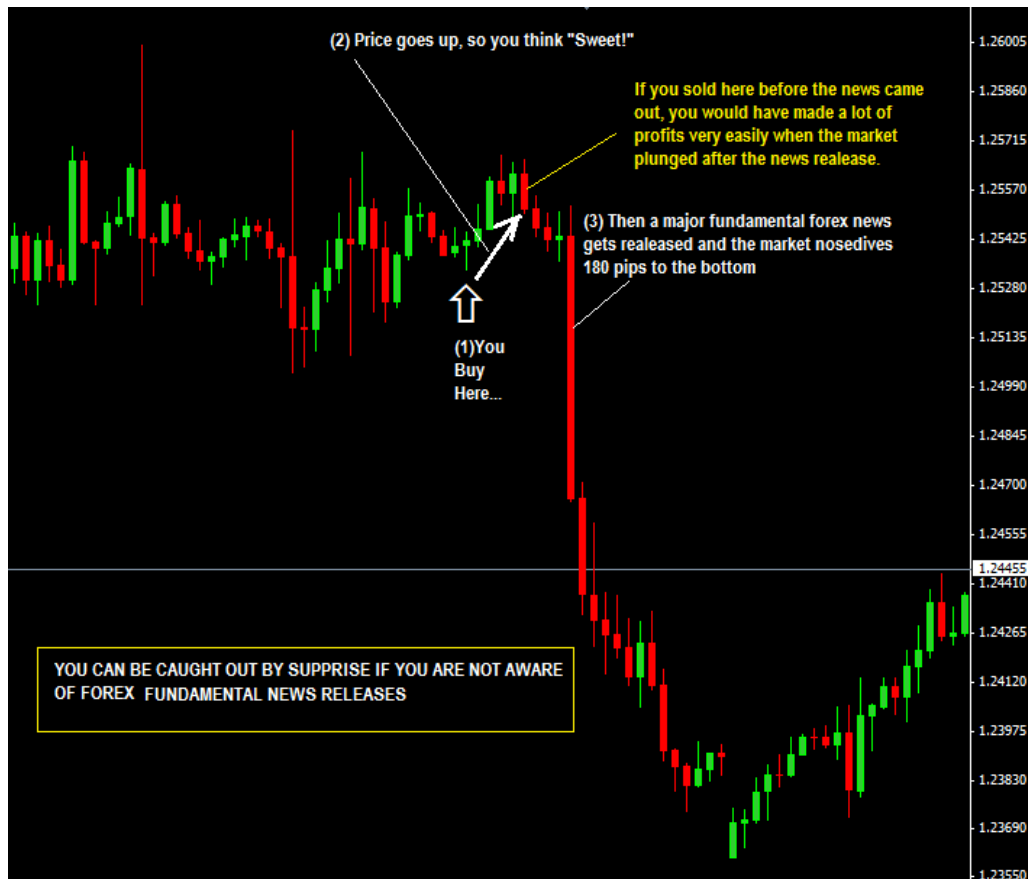 (2) Price goes up, so you think "Sweet!"
If you sold here before the news came
out, you would have made a lot of
profits very easily when the market
plunged after the news realease.
(3) Then a major fundamental forex news
gets realeased and the market nosedives
180 pips to the bottom
(1)You
Buy
Here...
YOU CAN BE CAUGHT OUT BY SUPPRISE IF YOU ARE NOT AWARE
OF FOREX FUNDAMENTAL NEWS RELEASES
1.26005
1.25860
1.25715
1.25570
1.25425
1.25280
1.25135
1.24990
1.24845
1.24700
1.24555
1.24455
1.24410
1.24265
1.24120
1.23975
1.23830
1.23690
1.23550